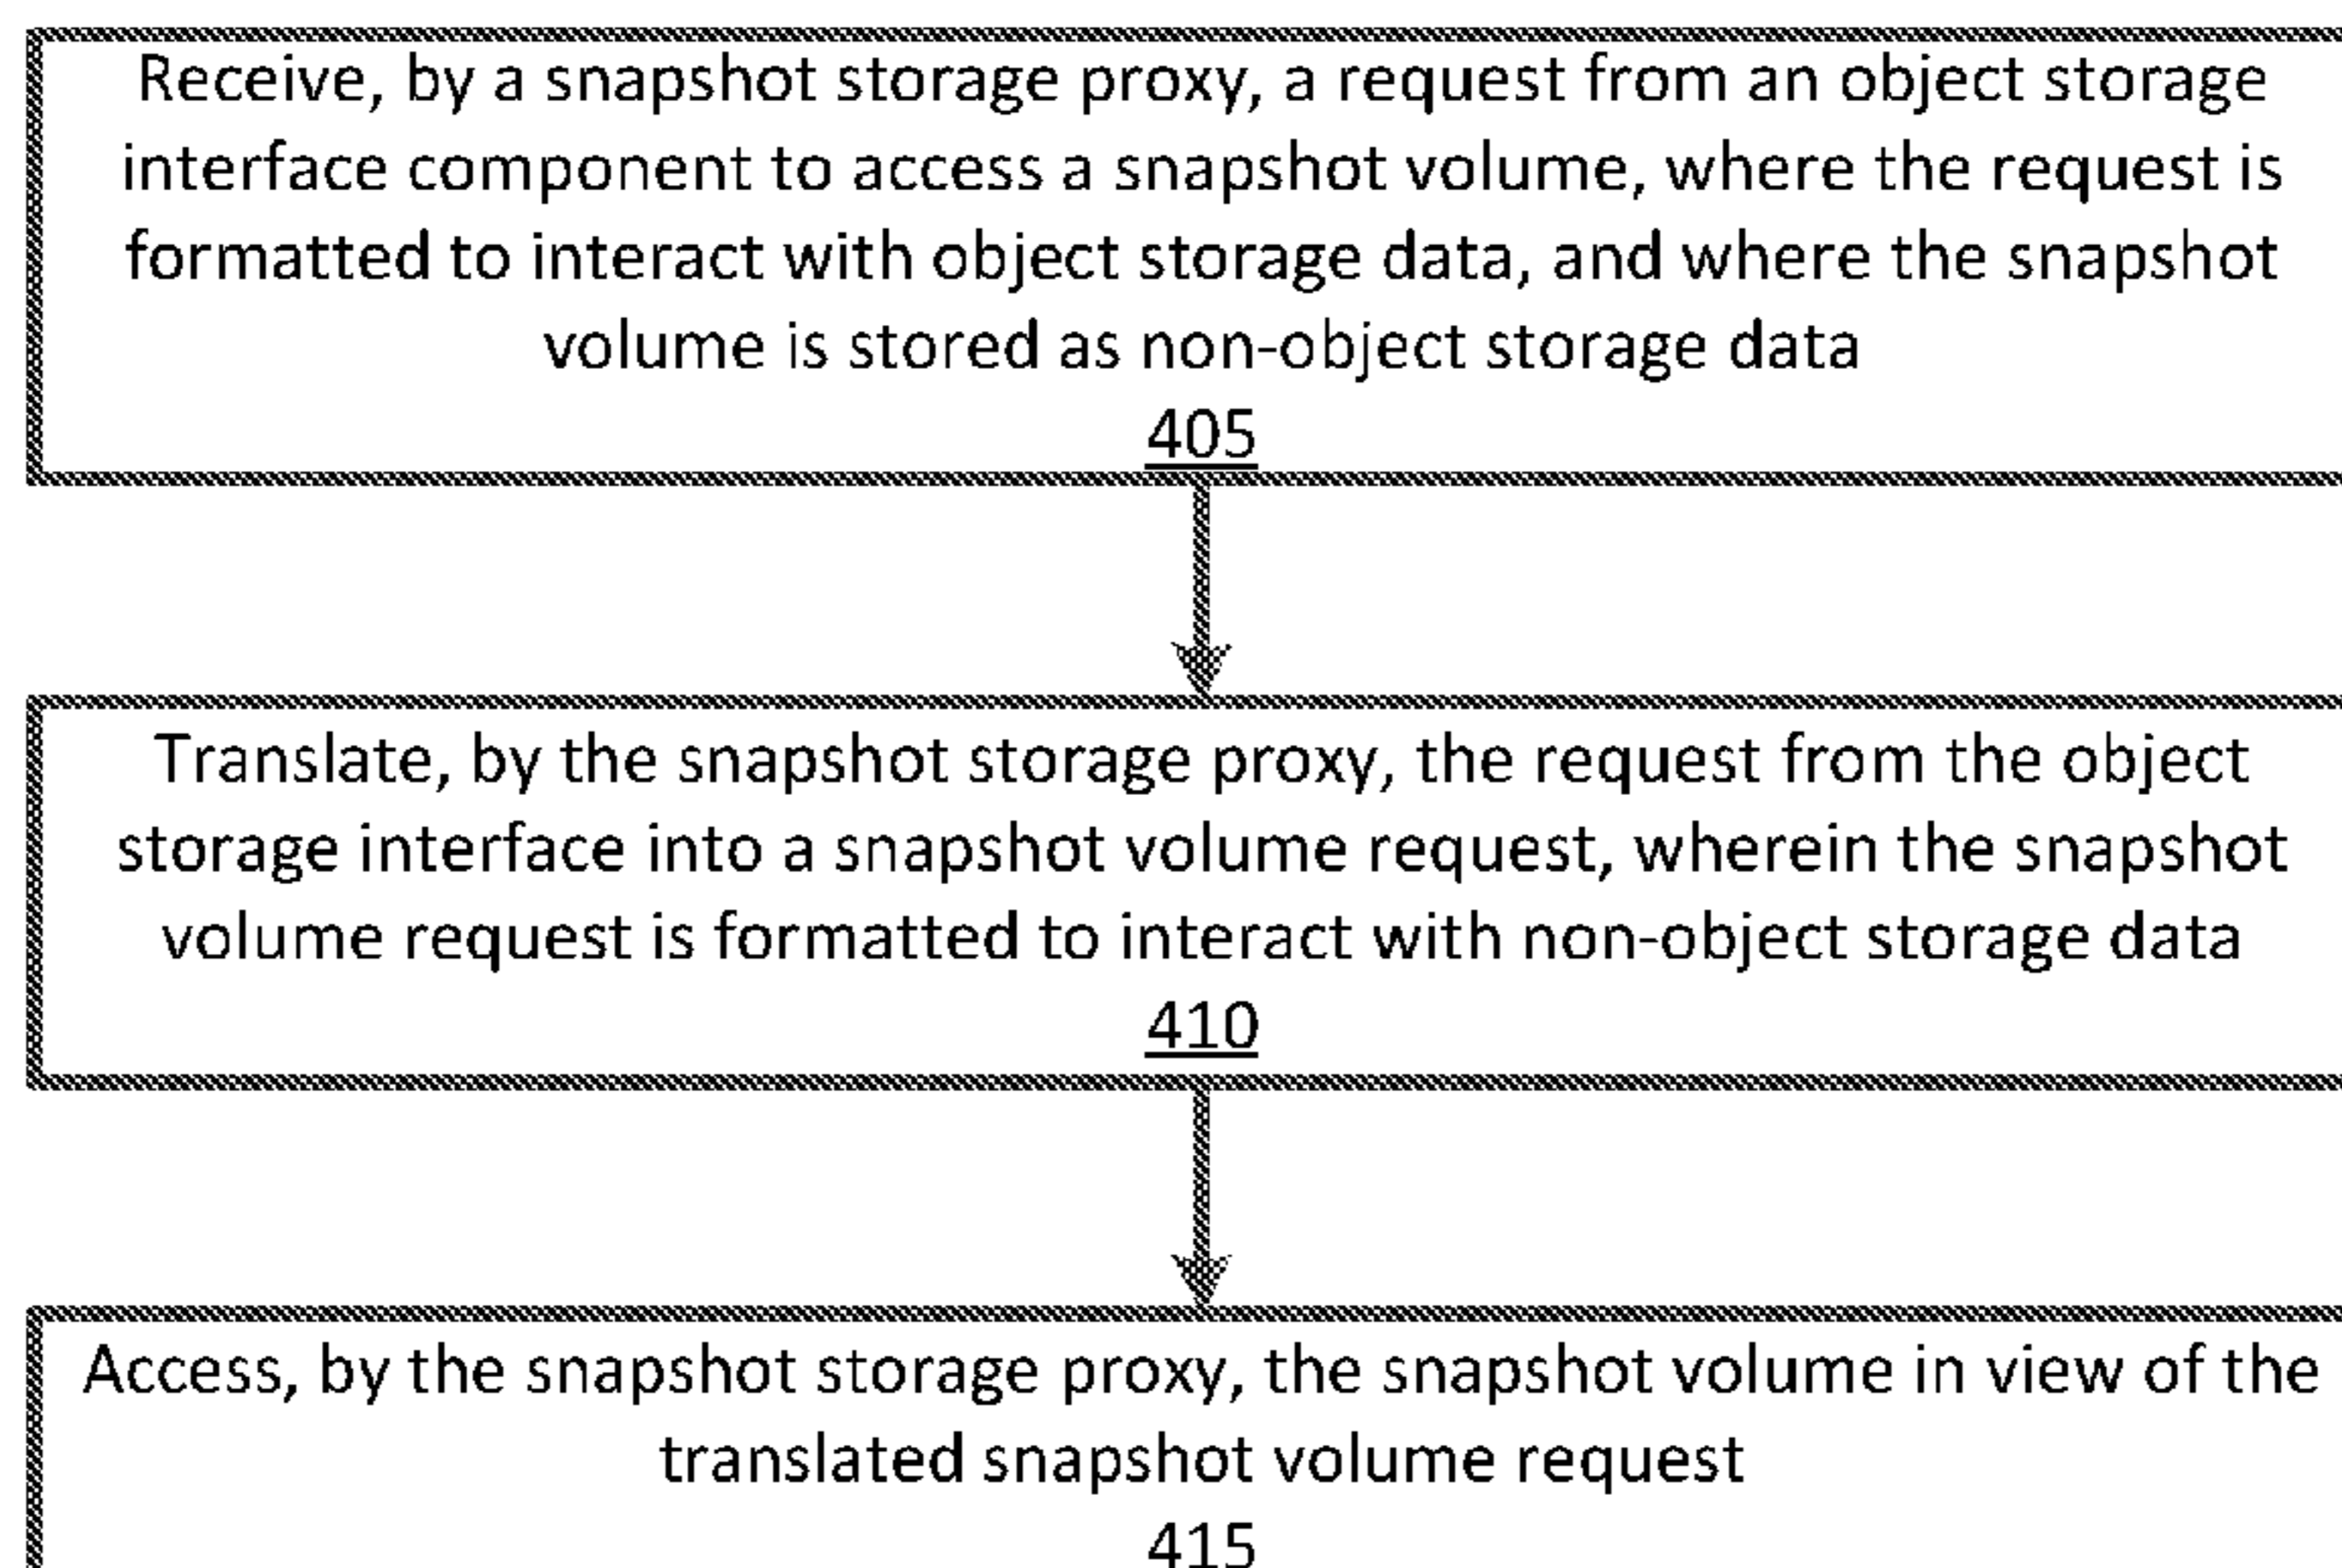 Receive, by a snapshot storage proxy, a request from an object storage
interface component to access a snapshot volume, where the request is
formatted to interact with object storage data, and where the snapshot
volume is stored as non-object storage data
405
Translate, by the snapshot storage proxy, the request from the object
storage interface into a snapshot volume request, wherein the snapshot
volume request is formatted to interact with non-object storage data
410
Access, by the snapshot storage proxy, the snapshot volume in view of the
translated snapshot volume request
415